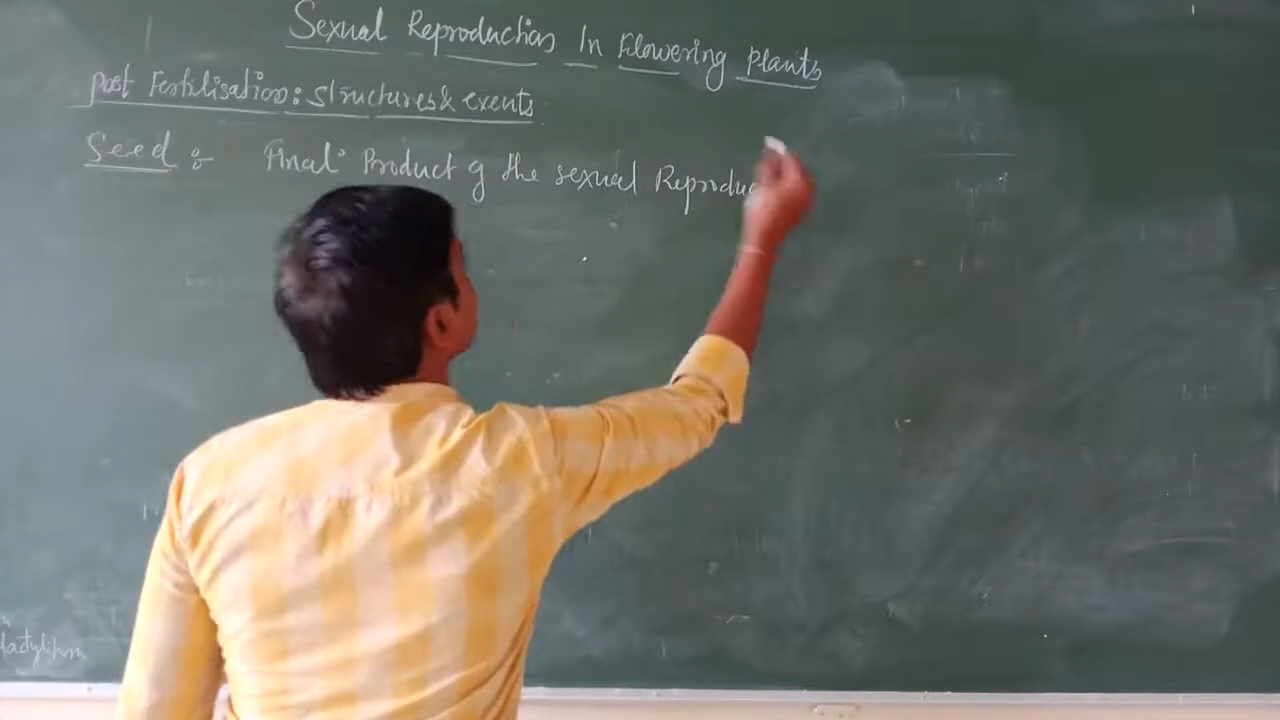 Sexual Reproduction In Flowering Plants
Post Fertilisation: Structures & events
Seed :- Final Product of the sexual Reproduc